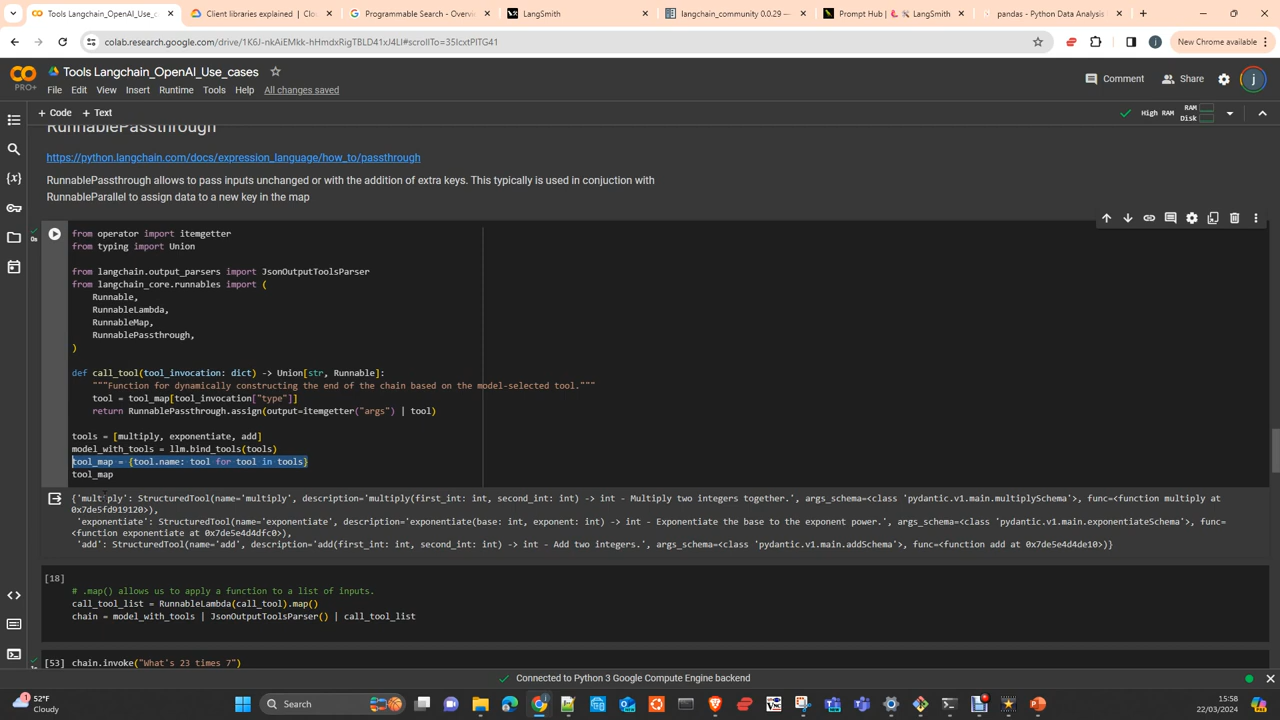 Tools Langchain_OpenAI_Use_cases
Client libraries explained | Clou
Programmable Search - Overvie
LangSmith
langchain_community 0.0.29 —
Prompt Hub | LangSmith
pandas - Python Data Analysis
colab.research.google.com/drive/1K6J-nkAiEMkk-hHmdxRigTBLD41xJ4LI#scrollTo=35IcxtPITG41
New Chrome available
PRO+
Tools Langchain_OpenAI_Use_cases
Comment
Share
j
File Edit View Insert Runtime Tools Help All changes saved
+ Code + Text
High RAM
RAM
Disk
RunnablePassthrough
https://python.langchain.com/docs/expression_language/how_to/passthrough
RunnablePassthrough allows to pass inputs unchanged or with the addition of extra keys. This typically is used in conjuction with
RunnableParallel to assign data to a new key in the map
0s
from operator import itemgetter
from typing import Union
from langchain.output_parsers import JsonOutputToolsParser
from langchain_core.runnables import (
Runnable,
RunnableLambda,
RunnableMap,
RunnablePassthrough,
)
def call_tool(tool_invocation: dict) -> Union[str, Runnable]:
"""Function for dynamically constructing the end of the chain based on the model-selected tool."""
tool = tool_map[tool_invocation["type"]]
return RunnablePassthrough.assign(output=itemgetter("args") | tool)
tools = [multiply, exponentiate, add]
model_with_tools = llm.bind_tools(tools)
tool_map = {tool.name: tool for tool in tools}
tool_map
{'multiply': StructuredTool(name='multiply', description='multiply(first_int: int, second_int: int) -> int - Multiply two integers together.', args_schema=<class 'pydantic.v1.main.multiplySchema'>, func=<function multiply at
0x7de5fd919120>),
'exponentiate': StructuredTool(name='exponentiate', description='exponentiate(base: int, exponent: int) -> int - Exponentiate the base to the exponent power.', args_schema=<class 'pydantic.v1.main.exponentiateSchema'>, func=
<function exponentiate at 0x7de5e4d4dfc0>),
'add': StructuredTool(name='add', description='add(first_int: int, second_int: int) -> int - Add two integers.', args_schema=<class 'pydantic.v1.main.addSchema'>, func=<function add at 0x7de5e4d4de10>)}
[18]
# .map() allows us to apply a function to a list of inputs.
call_tool_list = RunnableLambda(call_tool).map()
chain = model_with_tools | JsonOutputToolsParser() | call_tool_list
[53] chain.invoke("What's 23 times 7")
Connected to Python 3 Google Compute Engine backend
52°F
Cloudy
Search
15:58
22/03/2024